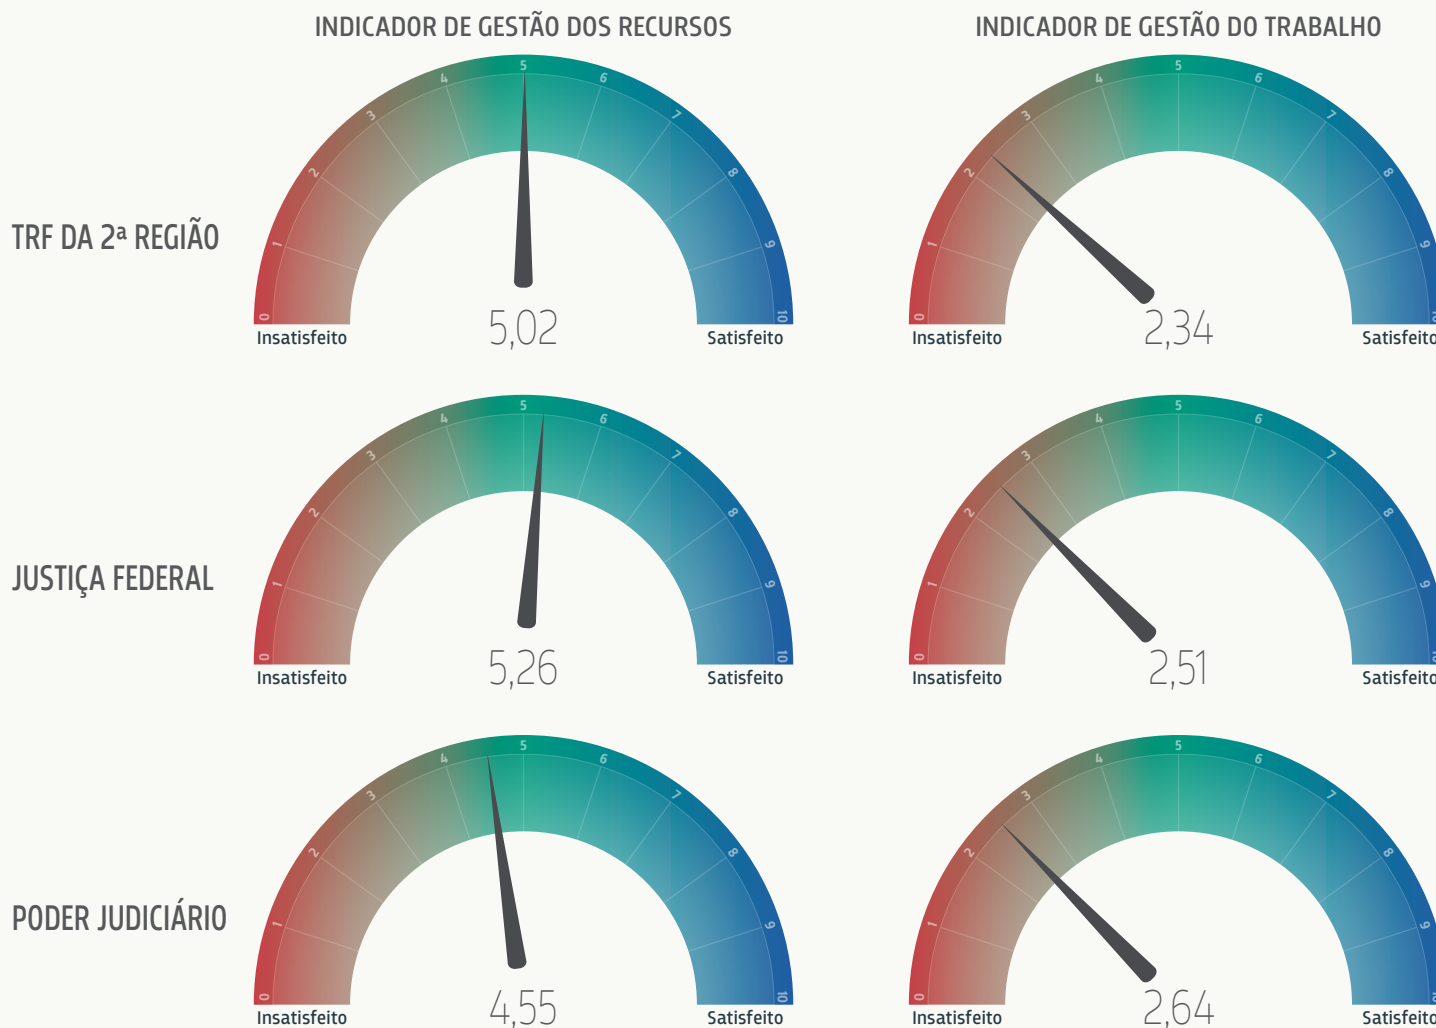 INDICADOR DE GESTÃO DOS RECURSOS
INDICADOR DE GESTÃO DO TRABALHO
TRF DA 2ª REGIÃO
0 1 2 3 4 5 6 7 8 9 10
Insatisfeito 5,02 Satisfeito
0 1 2 3 4 5 6 7 8 9
Insatisfeito 2,34 Satisfeito
JUSTIÇA FEDERAL
0 1 2 3 4 5 6 7 8 9 10
Insatisfeito 5,26 Satisfeito
0 1 2 3 4 5 6 7 8 9
Insatisfeito 2,51 Satisfeito
PODER JUDICIÁRIO
0 1 2 3 4 5 6 7 8 9 10
Insatisfeito 4,55 Satisfeito
0 1 2 3 4 5 6 7 8 9
Insatisfeito 2,64 Satisfeito